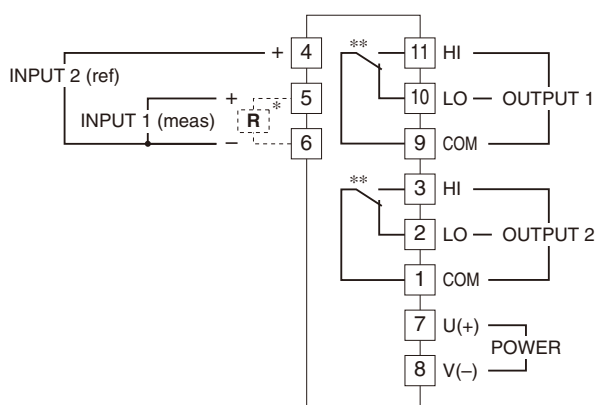 + 4
INPUT 2 (ref)
+ 5
R *
INPUT 1 (meas)
– 6
** 11 HI
10 LO OUTPUT 1
9 COM
** 3 HI
2 LO OUTPUT 2
1 COM
7 U(+)
POWER
8 V(–)